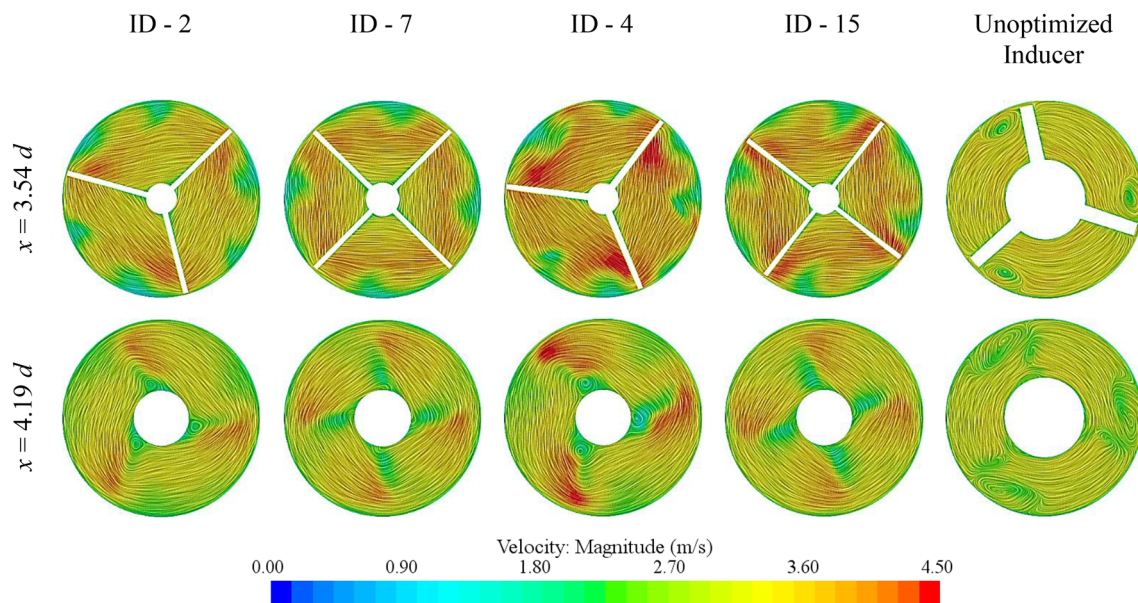 ID - 2
ID - 7
ID - 4
ID - 15
Unoptimized
Inducer
x = 3.54 d
x = 4.19 d
Velocity: Magnitude (m/s)
0.00 0.90 1.80 2.70 3.60 4.50